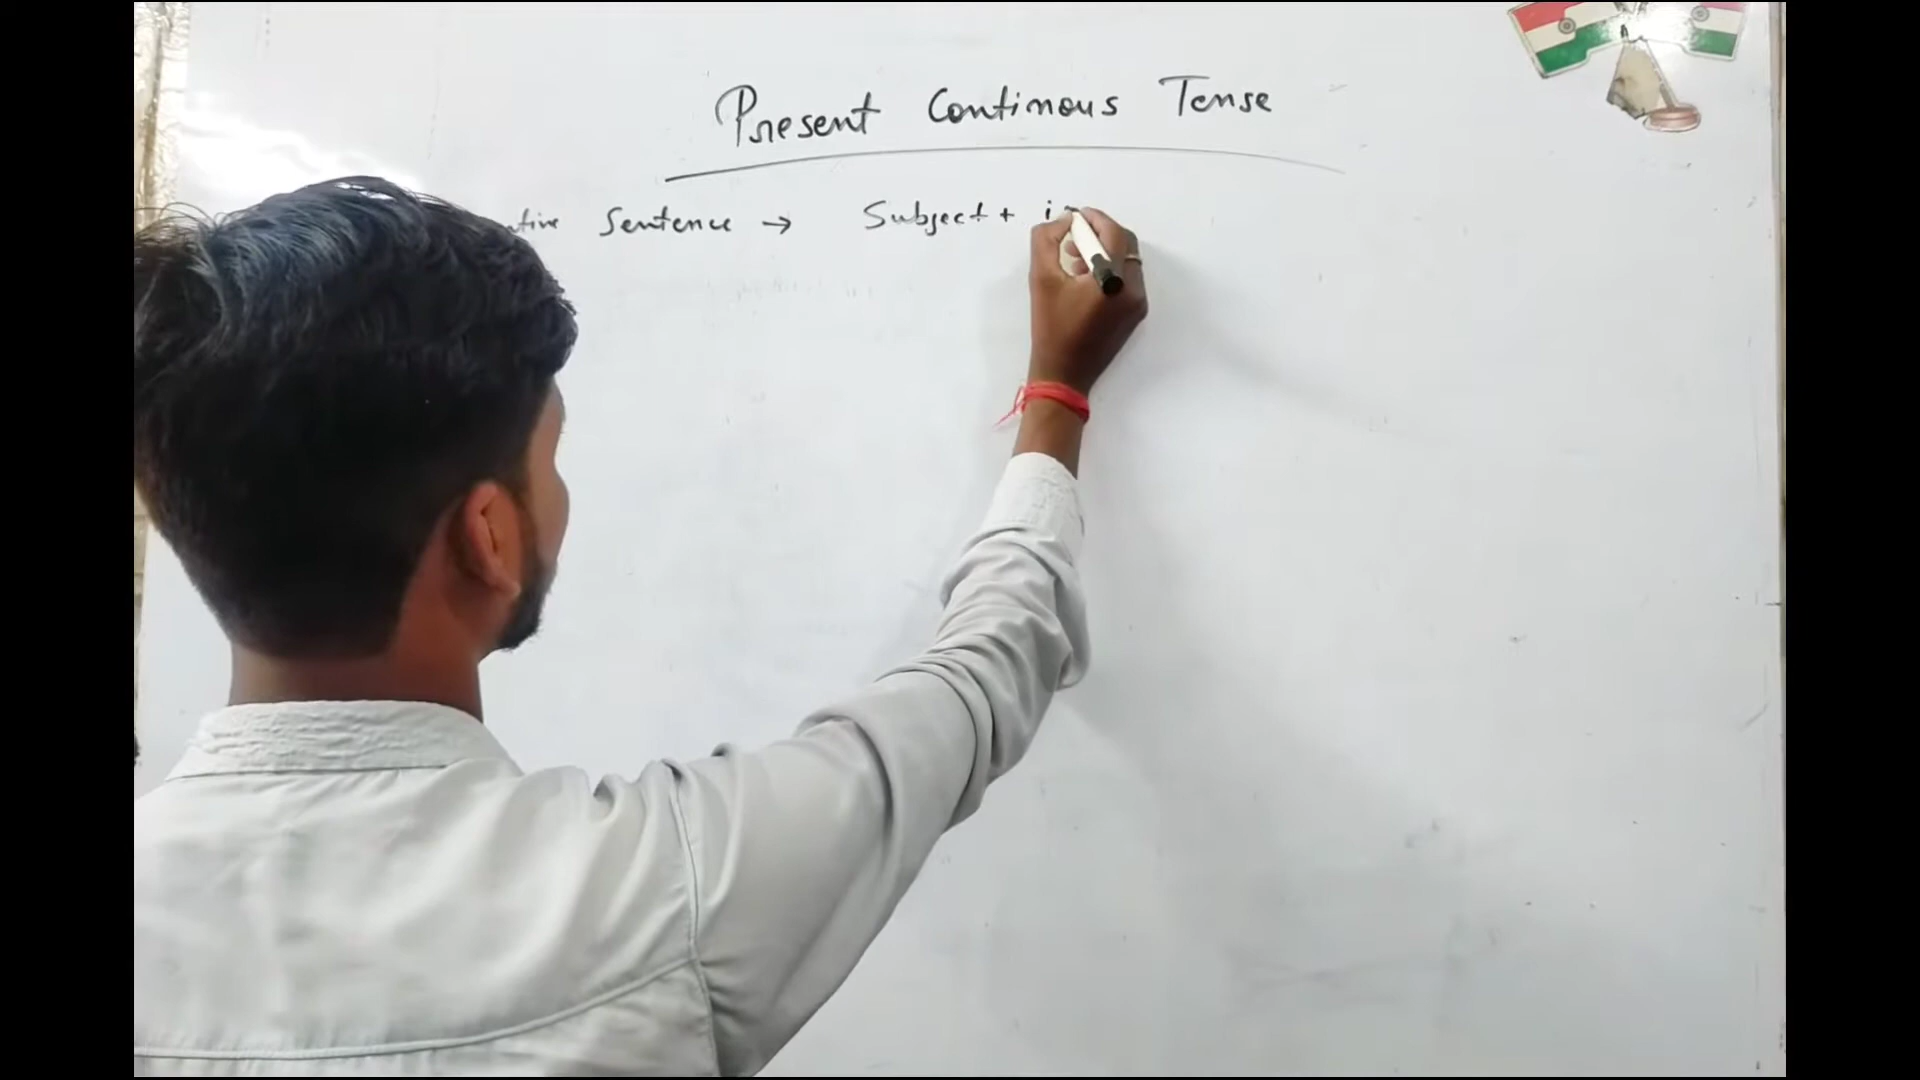 Present Continous Tense
Sentence → Subject + i